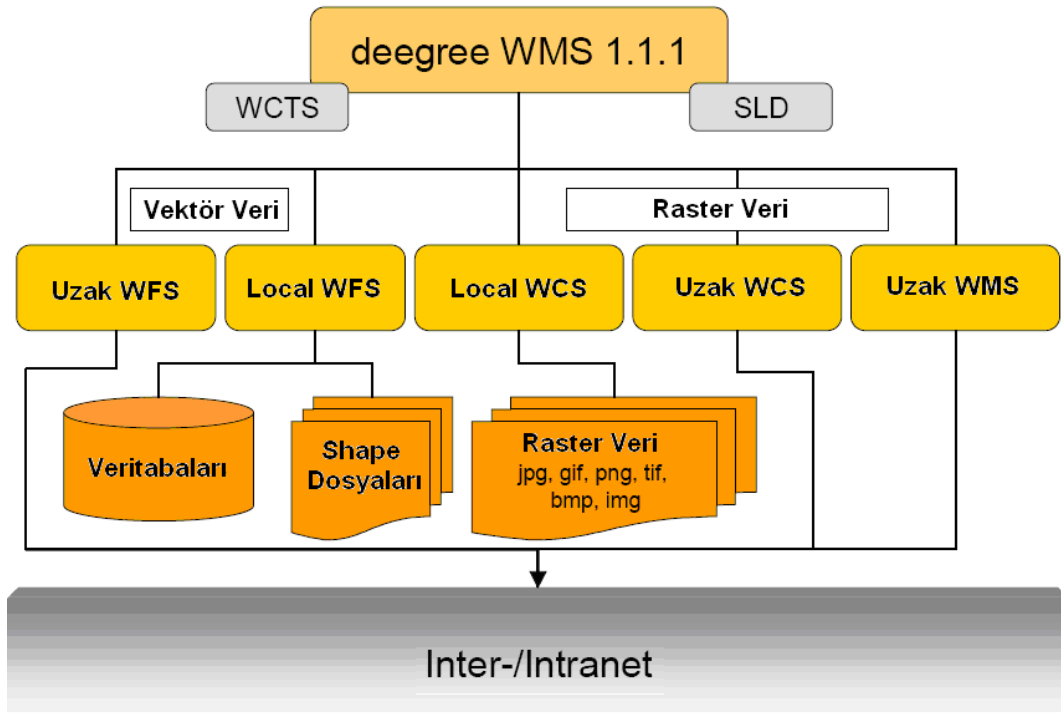 deegree WMS 1.1.1
WCTS
SLD
Vektör Veri
Raster Veri
Uzak WFS
Local WFS
Local WCS
Uzak WCS
Uzak WMS
Veritabaları
Shape
Dosyaları
Raster Veri
jpg, gif, png, tif,
bmp, img
Inter-/Intranet